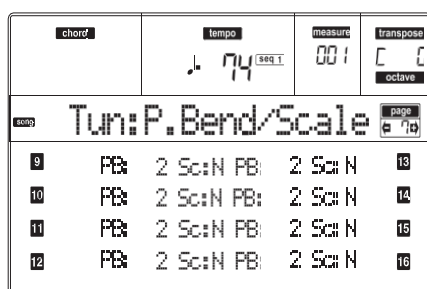 chord tempo measure transpose
♩. 74 seq 1 001 C
octave
song Tun:P.Bend/Scale page 7
9 PB: 2 Sc:N PB: 2 Sc:N 13
10 PB: 2 Sc:N PB: 2 Sc:N 14
11 PB: 2 Sc:N PB: 2 Sc:N 15
12 PB: 2 Sc:N PB: 2 Sc:N 16